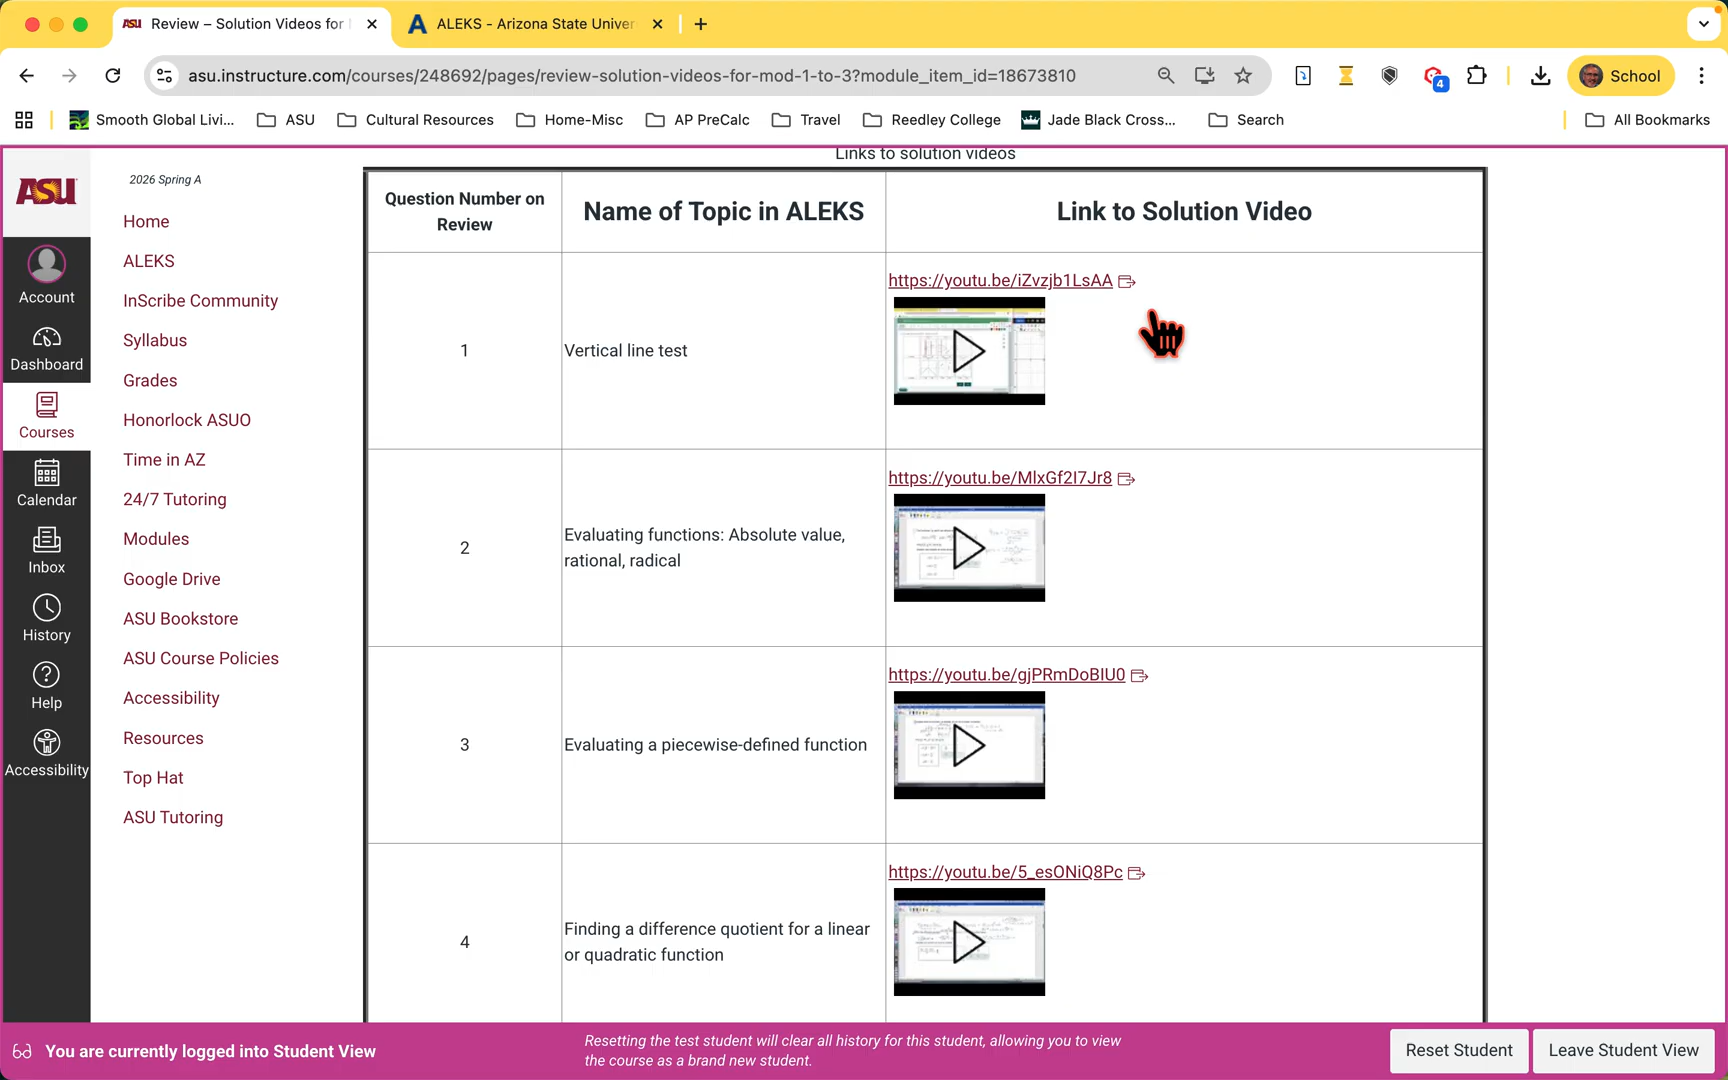 ASU Review – Solution Videos for
ALEKS - Arizona State Univer
asu.instructure.com/courses/248692/pages/review-solution-videos-for-mod-1-to-3?module_item_id=18673810
4
School
Smooth Global Livi...
ASU
Cultural Resources
Home-Misc
AP PreCalc
Travel
Reedley College
Jade Black Cross...
Search
All Bookmarks
ASU
Account
Dashboard
Courses
Calendar
Inbox
History
Help
Accessibility
2026 Spring A
Home
ALEKS
InScribe Community
Syllabus
Grades
Honorlock ASUO
Time in AZ
24/7 Tutoring
Modules
Google Drive
ASU Bookstore
ASU Course Policies
Accessibility
Resources
Top Hat
ASU Tutoring
Links to solution videos
Question Number on
Review
Name of Topic in ALEKS
Link to Solution Video
1
Vertical line test
https://youtu.be/iZvzjb1LsAA
2
Evaluating functions: Absolute value,
rational, radical
https://youtu.be/MlxGf2I7Jr8
3
Evaluating a piecewise-defined function
https://youtu.be/gjPRmDoBIU0
4
Finding a difference quotient for a linear
or quadratic function
https://youtu.be/5_esONiQ8Pc
You are currently logged into Student View
Resetting the test student will clear all history for this student, allowing you to view
the course as a brand new student.
Reset Student
Leave Student View